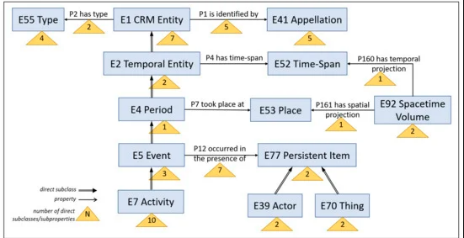 E55 Type
P2 has type
E1 CRM Entity
P1 is identified by
E41 Appellation
4
2
7
5
5
E2 Temporal Entity
P4 has time-span
E52 Time-Span
P160 has temporal
projection
2
1
E4 Period
P7 took place at
E53 Place
P161 has spatial
projection
E92 Spacetime
Volume
1
1
2
E5 Event
P12 occurred in
the presence of
E77 Persistent Item
3
7
2
direct subclass
property
number of direct
subclasses/subproperties
N
E7 Activity
E39 Actor
E70 Thing
10
2
2